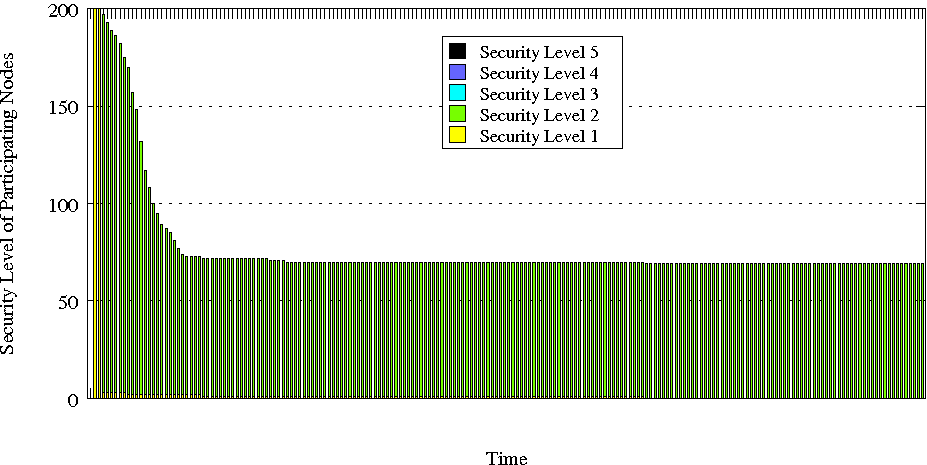 200
150
100
50
0
Security Level of Participating Nodes
Security Level 5
Security Level 4
Security Level 3
Security Level 2
Security Level 1
Time